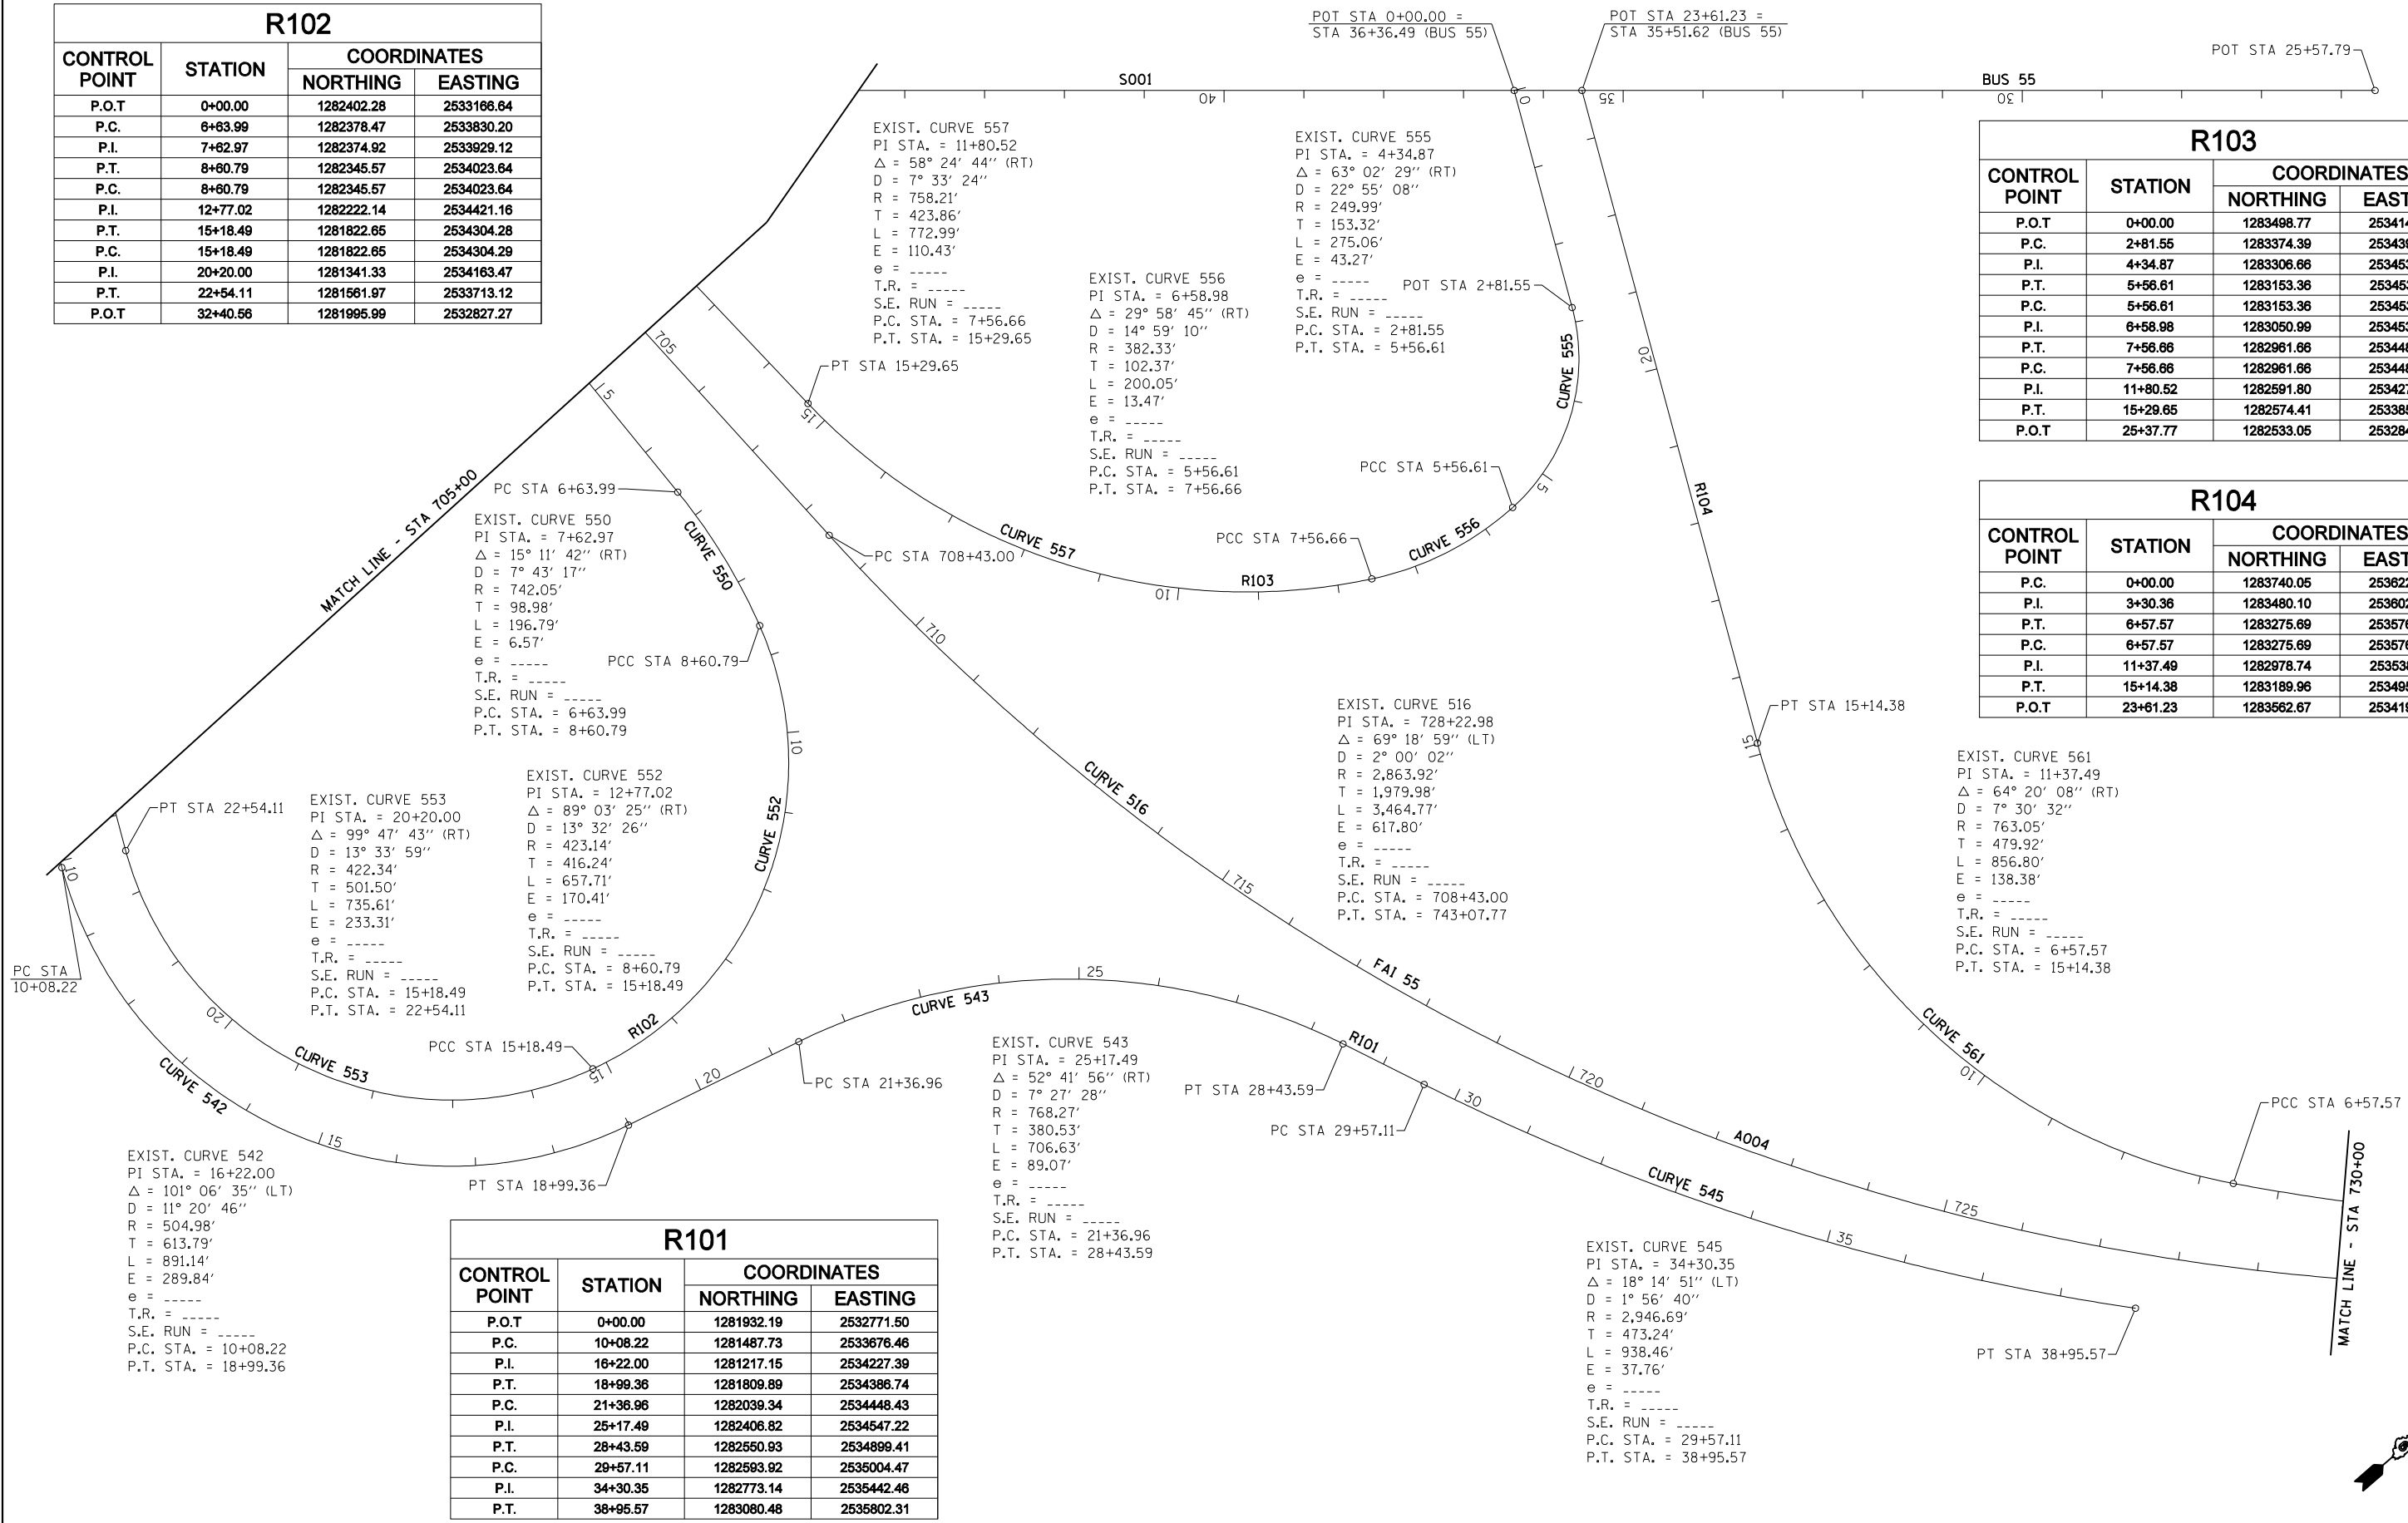 R102
CONTROL POINT STATION COORDINATES
NORTHING EASTING
P.O.T 0+00.00 1282402.28 2533166.64
P.C. 6+63.99 1282378.47 2533830.20
P.I. 7+62.97 1282374.92 2533929.12
P.T. 8+60.79 1282345.57 2534023.64
P.C. 8+60.79 1282345.57 2534023.64
P.I. 12+77.02 1282222.14 2534421.16
P.T. 15+18.49 1281822.65 2534304.28
P.C. 15+18.49 1281822.65 2534304.29
P.I. 20+20.00 1281341.33 2534163.47
P.T. 22+54.11 1281561.97 2533713.12
P.O.T 32+40.56 1281995.99 2532827.27
POT STA 0+00.00 =
STA 36+36.49 (BUS 55)
POT STA 23+61.23 =
STA 35+51.62 (BUS 55)
POT STA 25+57.79
S001
BUS 55
40
0
35
30
R103
CONTROL POINT STATION COORDINATES
NORTHING
P.O.T 0+00.00 1283498.77
P.C. 2+81.55 1283374.39
P.I. 4+34.87 1283306.66
P.T. 5+56.61 1283153.36
P.C. 5+56.61 1283153.36
P.I. 6+58.98 1283050.99
P.T. 7+56.66 1282961.66
P.C. 7+56.66 1282961.66
P.I. 11+80.52 1282591.80
P.T. 15+29.65 1282574.41
P.O.T 25+37.77 1282533.05
EXIST. CURVE 557
PI STA. = 11+80.52
Δ = 58° 24' 44'' (RT)
D = 7° 33' 24''
R = 758.21'
T = 423.86'
L = 772.99'
E = 110.43'
e = _____
T.R. = _____
S.E. RUN = _____
P.C. STA. = 7+56.66
P.T. STA. = 15+29.65
EXIST. CURVE 556
PI STA. = 6+58.98
Δ = 29° 58' 45'' (RT)
D = 14° 59' 10''
R = 382.33'
T = 102.37'
L = 200.05'
E = 13.47'
e = _____
T.R. = _____
S.E. RUN = _____
P.C. STA. = 5+56.61
P.T. STA. = 7+56.66
EXIST. CURVE 555
PI STA. = 4+34.87
Δ = 63° 02' 29'' (RT)
D = 22° 55' 08''
R = 249.99'
T = 153.32'
L = 275.06'
E = 43.27'
e = _____
T.R. = _____
S.E. RUN = _____
P.C. STA. = 2+81.55
P.T. STA. = 5+56.61
POT STA 2+81.55
CURVE 555
20
R104
PT STA 15+29.65
15
705
5
MATCH LINE - STA 705+00
PC STA 6+63.99
PCC STA 5+56.61
5
PCC STA 7+56.66
CURVE 556
CURVE 557
R103
10
PC STA 708+43.00
CURVE 550
EXIST. CURVE 550
PI STA. = 7+62.97
Δ = 15° 11' 42'' (RT)
D = 7° 43' 17''
R = 742.05'
T = 98.98'
L = 196.79'
E = 6.57'
e = _____
T.R. = _____
S.E. RUN = _____
P.C. STA. = 6+63.99
P.T. STA. = 8+60.79
PCC STA 8+60.79
710
10
R104
CONTROL POINT STATION COORDINATES
NORTHING
P.C. 0+00.00 1283740.05
P.I. 3+30.36 1283480.10
P.T. 6+57.57 1283275.69
P.C. 6+57.57 1283275.69
P.I. 11+37.49 1282978.74
P.T. 15+14.38 1283189.96
P.O.T 23+61.23 1283562.67
EXIST. CURVE 516
PI STA. = 728+22.98
Δ = 69° 18' 59'' (LT)
D = 2° 00' 02''
R = 2,863.92'
T = 1,979.98'
L = 3,464.77'
E = 617.80'
e = _____
T.R. = _____
S.E. RUN = _____
P.C. STA. = 708+43.00
P.T. STA. = 743+07.77
PT STA 15+14.38
15
EXIST. CURVE 561
PI STA. = 11+37.49
Δ = 64° 20' 08'' (RT)
D = 7° 30' 32''
R = 763.05'
T = 479.92'
L = 856.80'
E = 138.38'
e = _____
T.R. = _____
S.E. RUN = _____
P.C. STA. = 6+57.57
P.T. STA. = 15+14.38
PT STA 22+54.11
EXIST. CURVE 553
PI STA. = 20+20.00
Δ = 99° 47' 43'' (RT)
D = 13° 33' 59''
R = 422.34'
T = 501.50'
L = 735.61'
E = 233.31'
e = _____
T.R. = _____
S.E. RUN = _____
P.C. STA. = 15+18.49
P.T. STA. = 22+54.11
EXIST. CURVE 552
PI STA. = 12+77.02
Δ = 89° 03' 25'' (RT)
D = 13° 32' 26''
R = 423.14'
T = 416.24'
L = 657.71'
E = 170.41'
e = _____
T.R. = _____
S.E. RUN = _____
P.C. STA. = 8+60.79
P.T. STA. = 15+18.49
CURVE 552
CURVE 516
715
10
PC STA
10+08.22
20
R102
PCC STA 15+18.49
15
CURVE 553
CURVE 542
15
20
CURVE 543
25
FAI 55
PC STA 21+36.96
R101
PT STA 28+43.59
30
PC STA 29+57.11
720
CURVE 561
10
PCC STA 6+57.57
A004
CURVE 545
725
35
MATCH LINE - STA 730+00
PT STA 38+95.57
PT STA 18+99.36
EXIST. CURVE 543
PI STA. = 25+17.49
Δ = 52° 41' 56'' (RT)
D = 7° 27' 28''
R = 768.27'
T = 380.53'
L = 706.63'
E = 89.07'
e = _____
T.R. = _____
S.E. RUN = _____
P.C. STA. = 21+36.96
P.T. STA. = 28+43.59
EXIST. CURVE 542
PI STA. = 16+22.00
Δ = 101° 06' 35'' (LT)
D = 11° 20' 46''
R = 504.98'
T = 613.79'
L = 891.14'
E = 289.84'
e = _____
T.R. = _____
S.E. RUN = _____
P.C. STA. = 10+08.22
P.T. STA. = 18+99.36
R101
CONTROL POINT STATION COORDINATES
NORTHING EASTING
P.O.T 0+00.00 1281932.19 2532771.50
P.C. 10+08.22 1281487.73 2533676.46
P.I. 16+22.00 1281217.15 2534227.39
P.T. 18+99.36 1281809.89 2534386.74
P.C. 21+36.96 1282039.34 2534448.43
P.I. 25+17.49 1282406.82 2534547.22
P.T. 28+43.59 1282550.93 2534899.41
P.C. 29+57.11 1282593.92 2535004.47
P.I. 34+30.35 1282773.14 2535442.46
P.T. 38+95.57 1283080.48 2535802.31
EXIST. CURVE 545
PI STA. = 34+30.35
Δ = 18° 14' 51'' (LT)
D = 1° 56' 40''
R = 2,946.69'
T = 473.24'
L = 938.46'
E = 37.76'
e = _____
T.R. = _____
S.E. RUN = _____
P.C. STA. = 29+57.11
P.T. STA. = 38+95.57